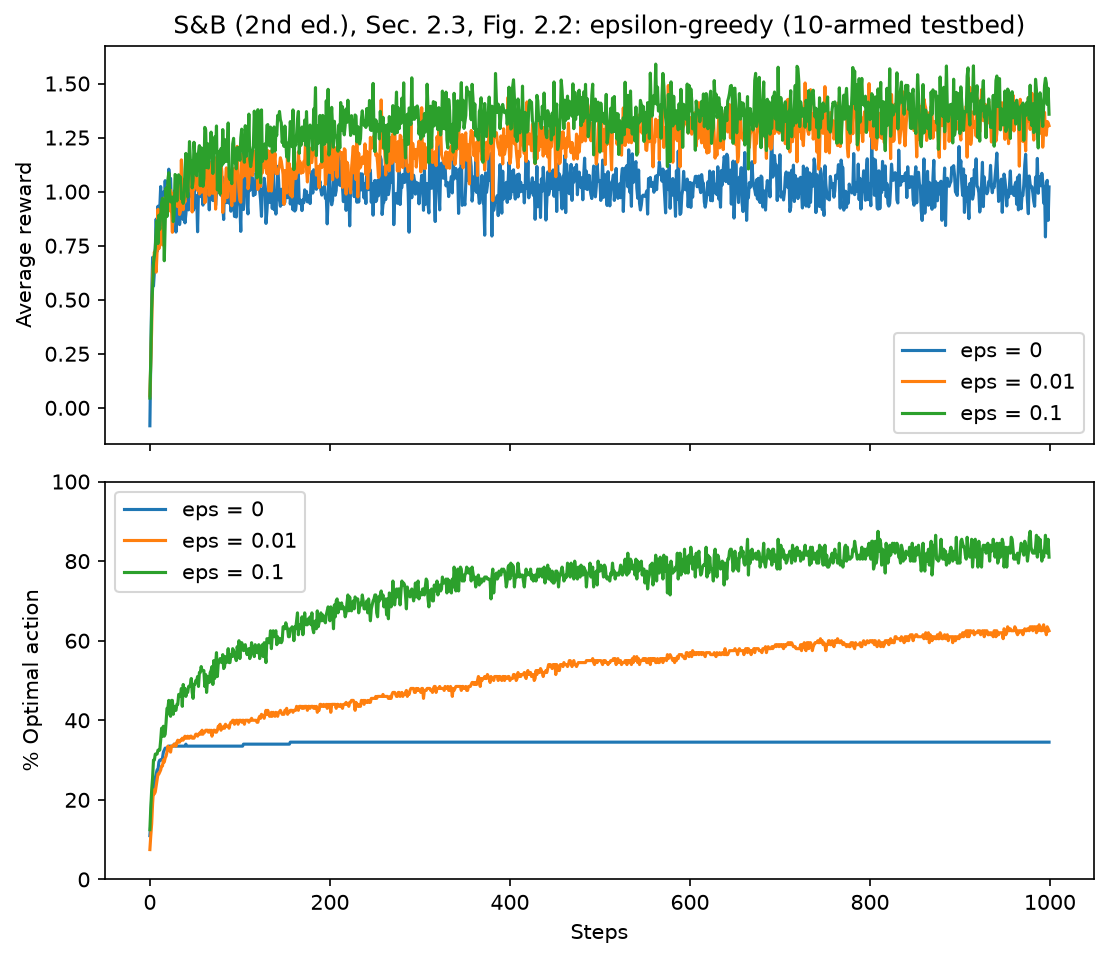 S&B (2nd ed.), Sec. 2.3, Fig. 2.2: epsilon-greedy (10-armed testbed)
Average reward
1.50
1.25
1.00
0.75
0.50
0.25
0.00
eps = 0
eps = 0.01
eps = 0.1
% Optimal action
100
80
60
40
20
0
eps = 0
eps = 0.01
eps = 0.1
0 200 400 600 800 1000
Steps